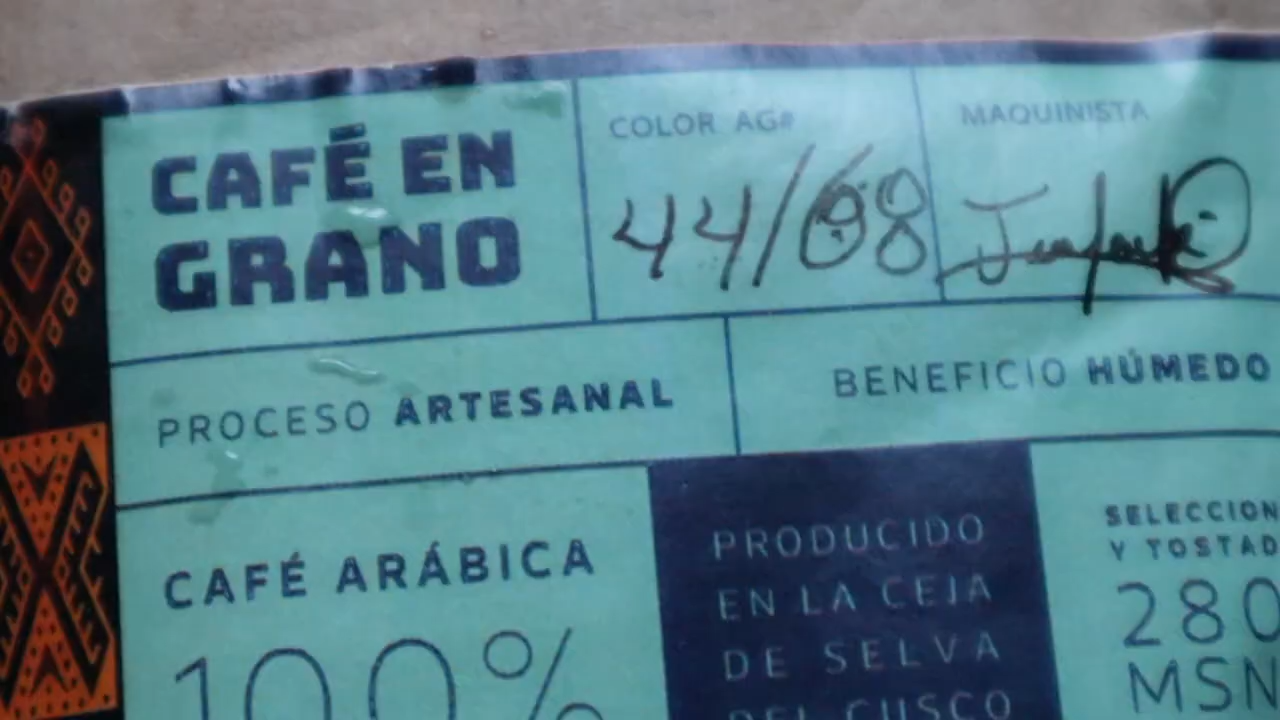 CAFÉ EN
GRANO
COLOR AG#
44/08
MAQUINISTA
PROCESO ARTESANAL
BENEFICIO HÚMEDO
CAFÉ ARÁBICA
100%
PRODUCIDO
EN LA CEJA
DE SELVA
DEL CUSCO
SELECCION
Y TOSTAD
280
MSN